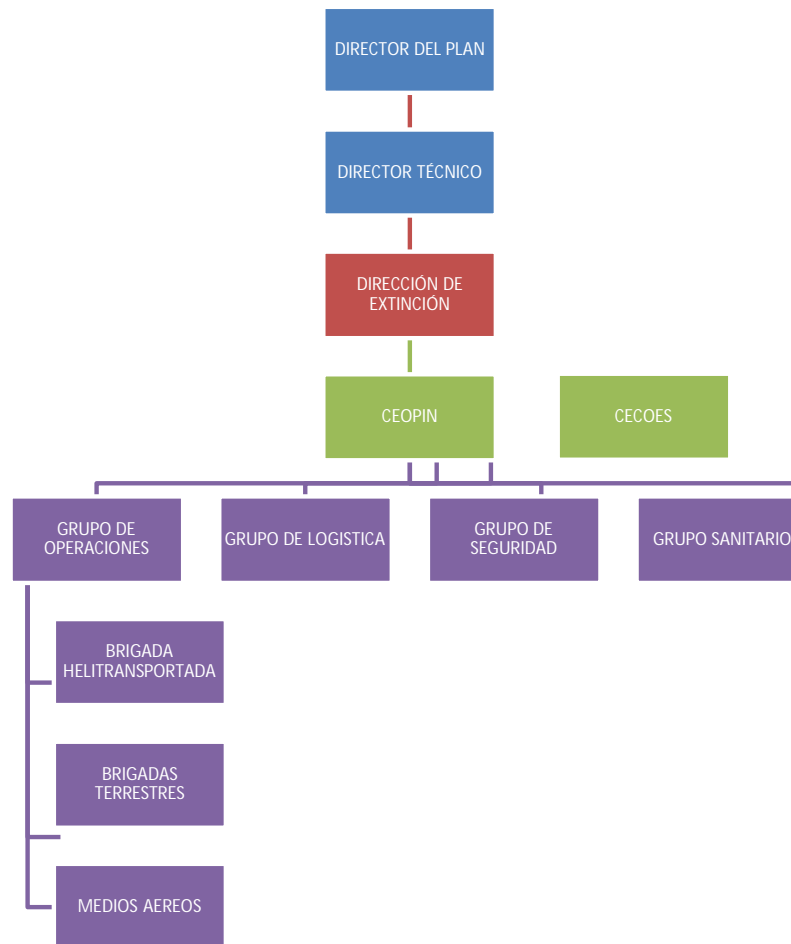 DIRECTOR DEL PLAN
DIRECTOR TÉCNICO
DIRECCIÓN DE
EXTINCIÓN
CEOPIN
CECOES
GRUPO DE
OPERACIONES
GRUPO DE LOGISTICA
GRUPO DE
SEGURIDAD
GRUPO SANITARIO
BRIGADA
HELITRANSPORTADA
BRIGADAS
TERRESTRES
MEDIOS AEREOS